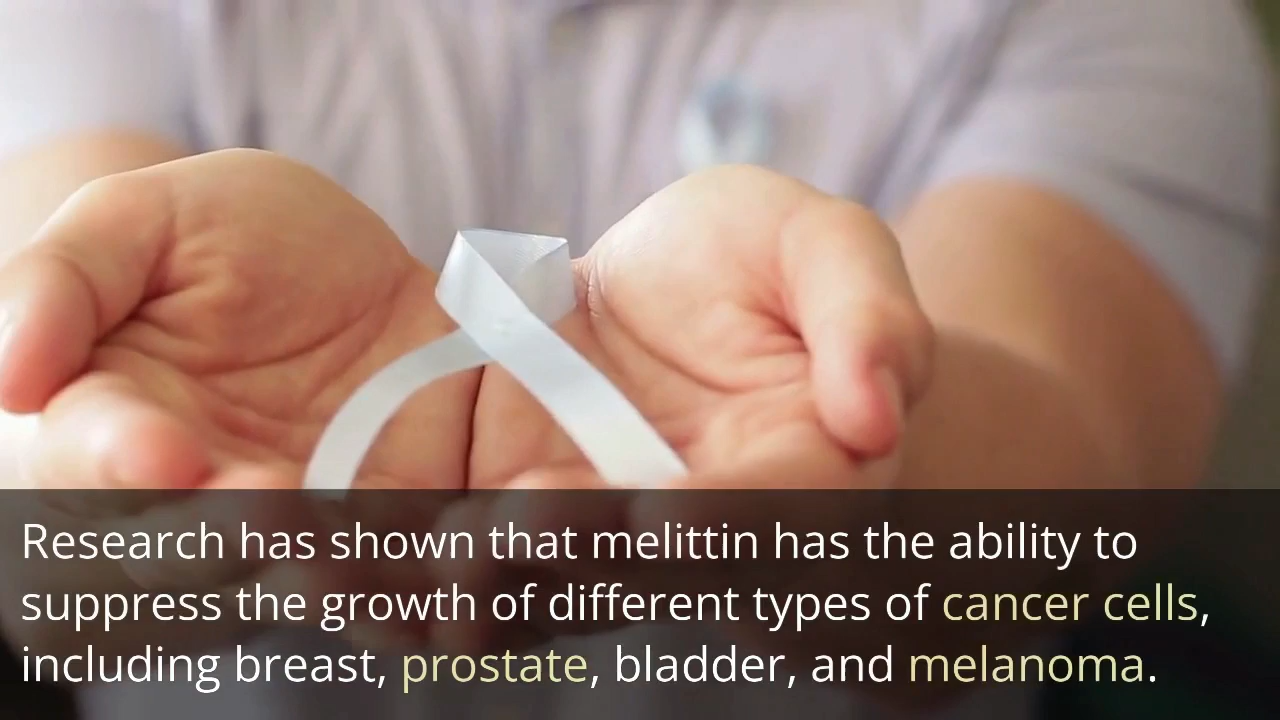 Research has shown that melittin has the ability to
suppress the growth of different types of cancer cells,
including breast, prostate, bladder, and melanoma.